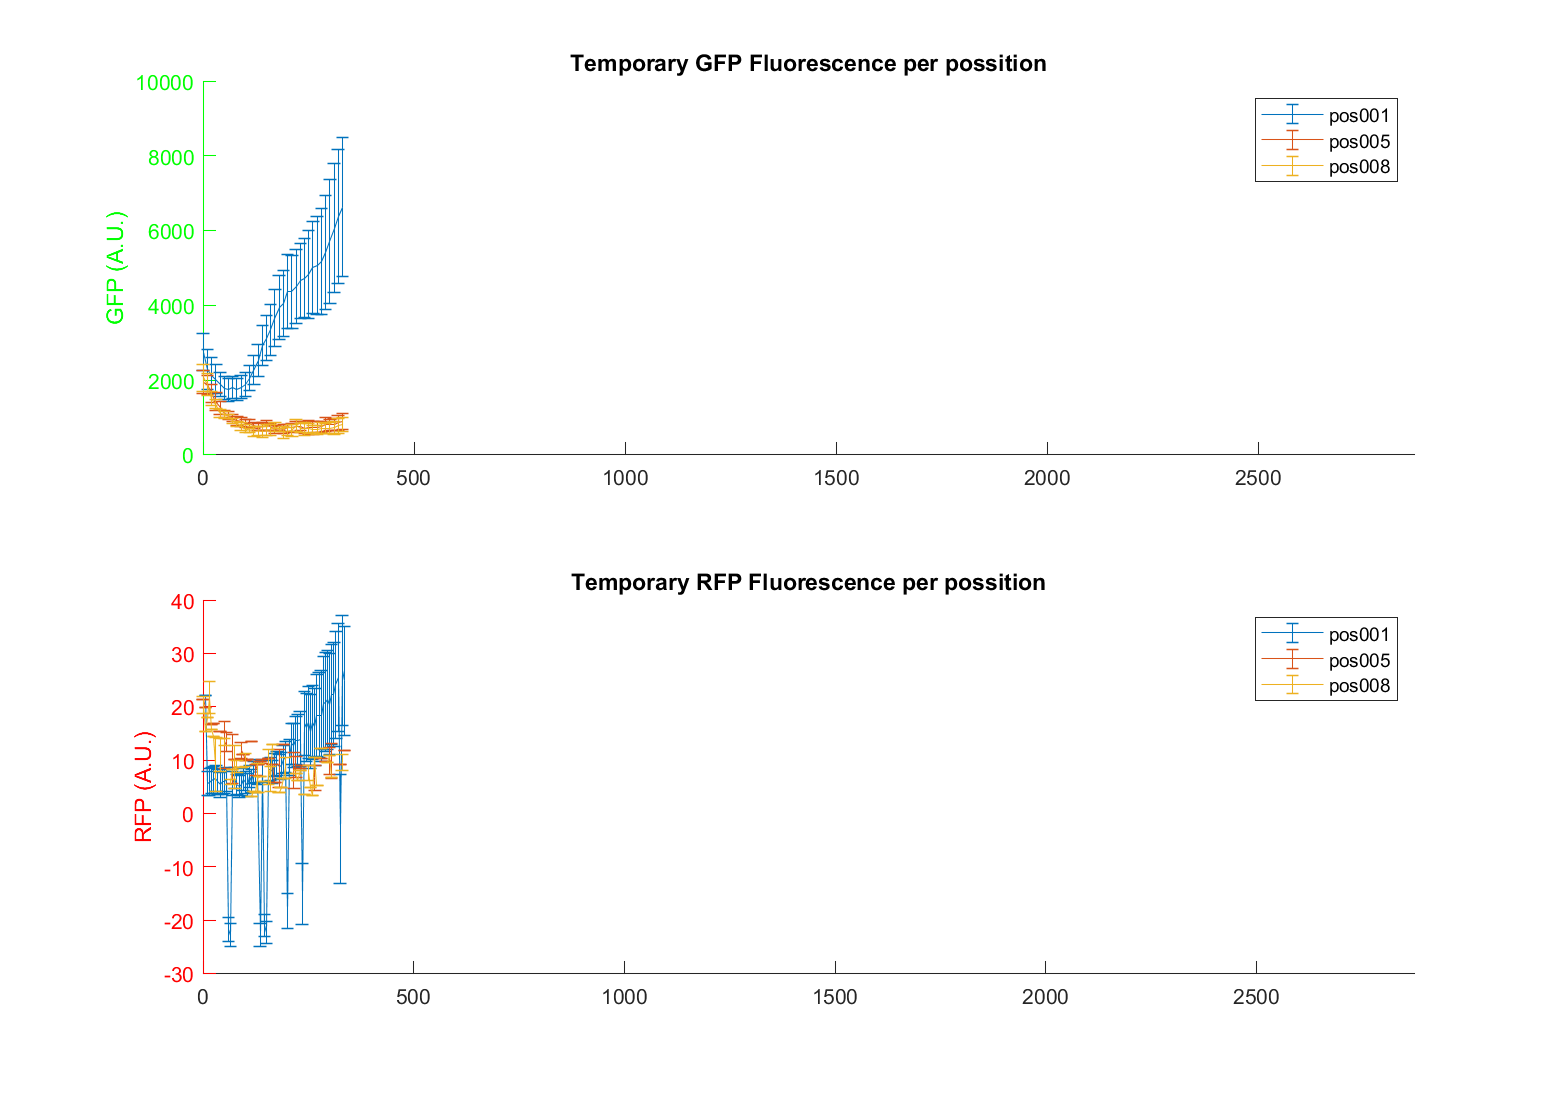 Temporary GFP Fluorescence per possition
10000
8000
6000
4000
2000
0
GFP (A.U.)
pos001
pos005
pos008
0 500 1000 1500 2000 2500
Temporary RFP Fluorescence per possition
40
30
20
10
0
-10
-20
-30
RFP (A.U.)
pos001
pos005
pos008
0 500 1000 1500 2000 2500